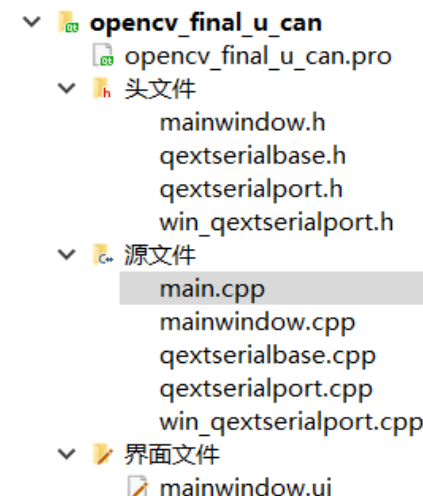 opencv_final_u_can
opencv_final_u_can.pro
头文件
mainwindow.h
qextserialbase.h
qextserialport.h
win_qextserialport.h
源文件
main.cpp
mainwindow.cpp
qextserialbase.cpp
qextserialport.cpp
win_qextserialport.cpp
界面文件
mainwindow.ui